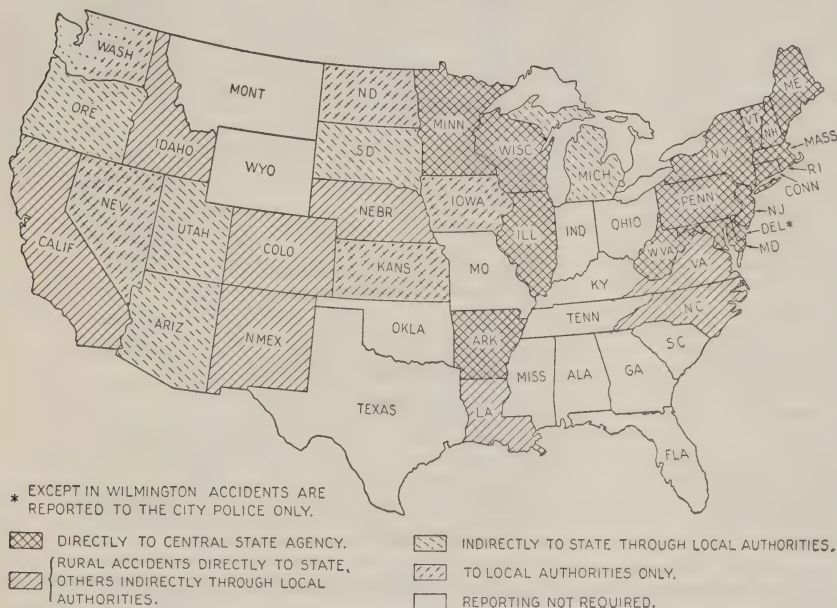 WASH
MONT
ND
MINN
ME
ORE
IDAHO
WYO
SD
WISC
MICH
NY
VT
NH
MASS
RI
CONN
NEV
UTAH
COLO
NEBR
IOWA
ILL
IND
OHIO
PENN
NJ
DEL*
MD
CALIF
KANS
MO
KY
WVA
VA
ARIZ
NMEX
OKLA
ARK
TENN
NC
SC
TEXAS
LA
MISS
ALA
GA
FLA
* EXCEPT IN WILMINGTON ACCIDENTS ARE
REPORTED TO THE CITY POLICE ONLY.
DIRECTLY TO CENTRAL STATE AGENCY.
RURAL ACCIDENTS DIRECTLY TO STATE,
OTHERS INDIRECTLY THROUGH LOCAL
AUTHORITIES.
INDIRECTLY TO STATE THROUGH LOCAL AUTHORITIES.
TO LOCAL AUTHORITIES ONLY.
REPORTING NOT REQUIRED.